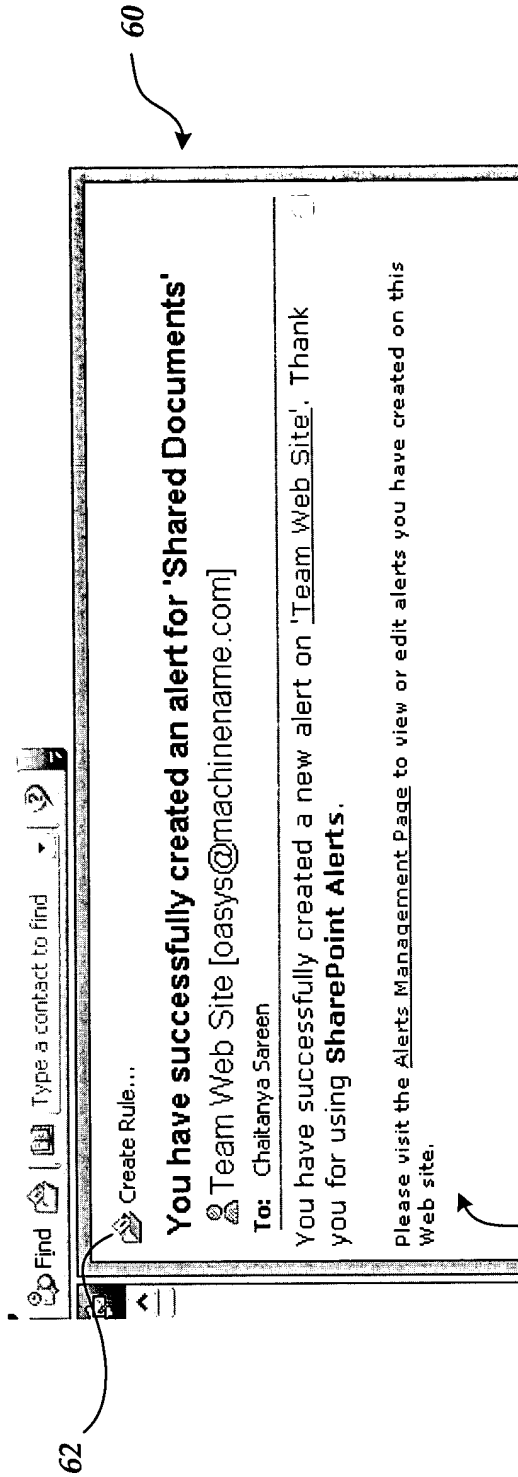 60
62
Find
Type a contact to find
Create Rule...
You have successfully created an alert for 'Shared Documents'
Team Web Site [oasys@machinename.com]
To: Chaitanya Sareen
You have successfully created a new alert on 'Team Web Site'. Thank
you for using SharePoint Alerts.
Please visit the Alerts Management Page to view or edit alerts you have created on this
Web site.